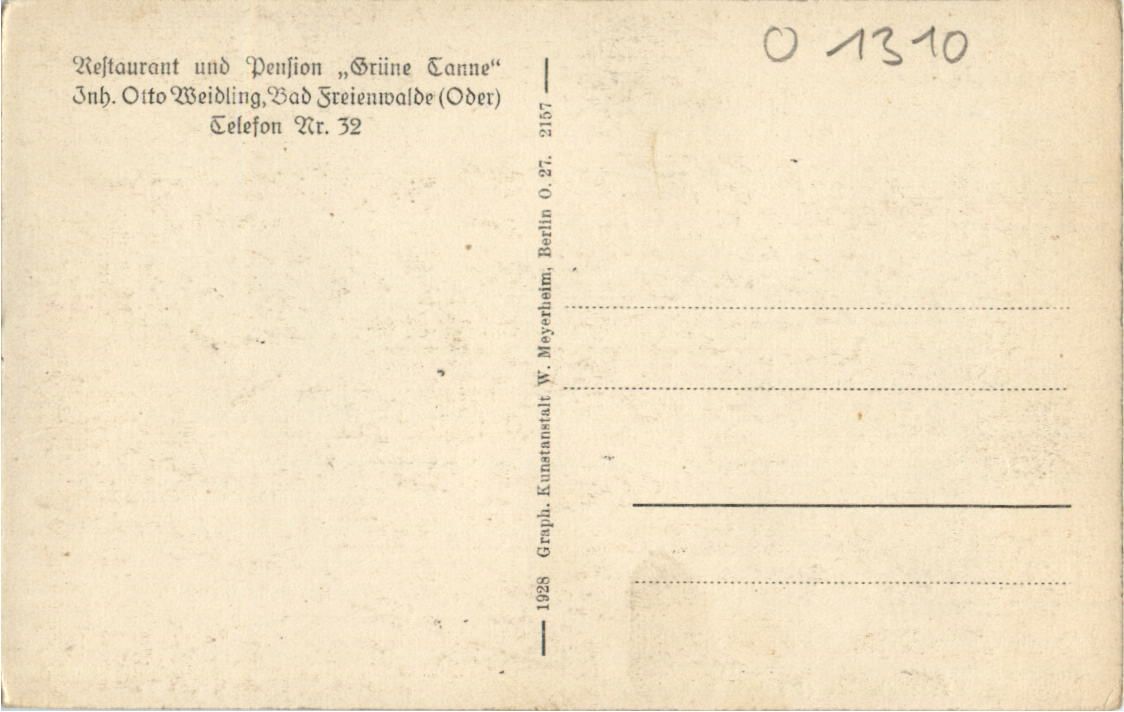 Restaurant und Pension „Grüne Tanne“
Inh. Otto Weidling, Bad Freienwalde (Oder)
Telefon Nr. 32
1928 Graph. Kunstanstalt W. Meyerheim, Berlin O. 27. 2157
O 1310